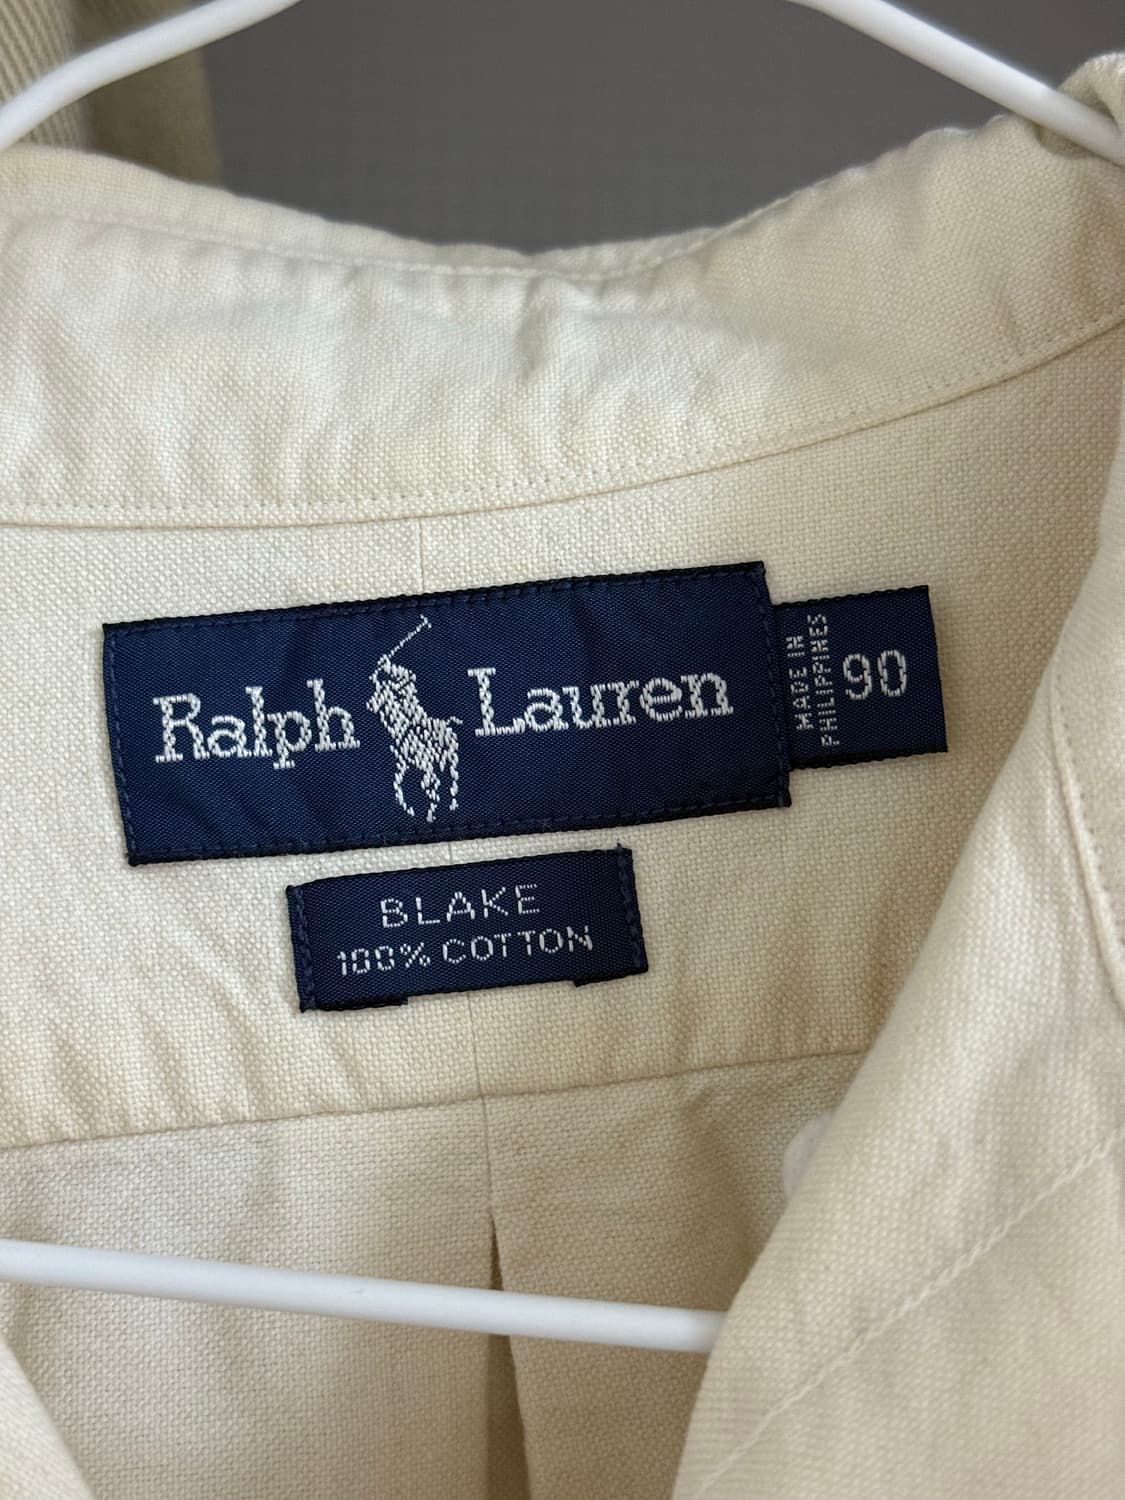 Ralph Lauren
MADE IN
PHILIPPINES
90
BLAKE
100% COTTON